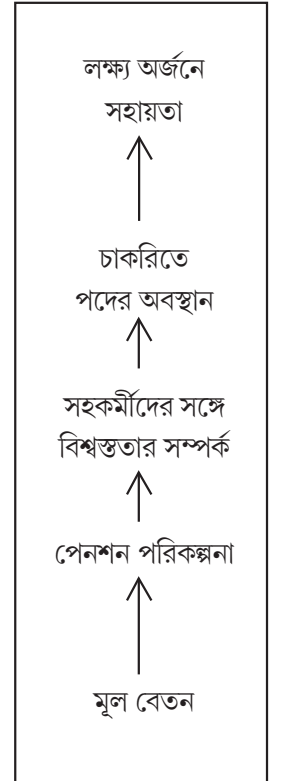 লক্ষ্য অর্জনে
সহায়তা
চাকরিতে
পদের অবস্থান
সহকর্মীদের সঙ্গে
বিশ্বস্ততার সম্পর্ক
পেনশন পরিকল্পনা
মূল বেতন